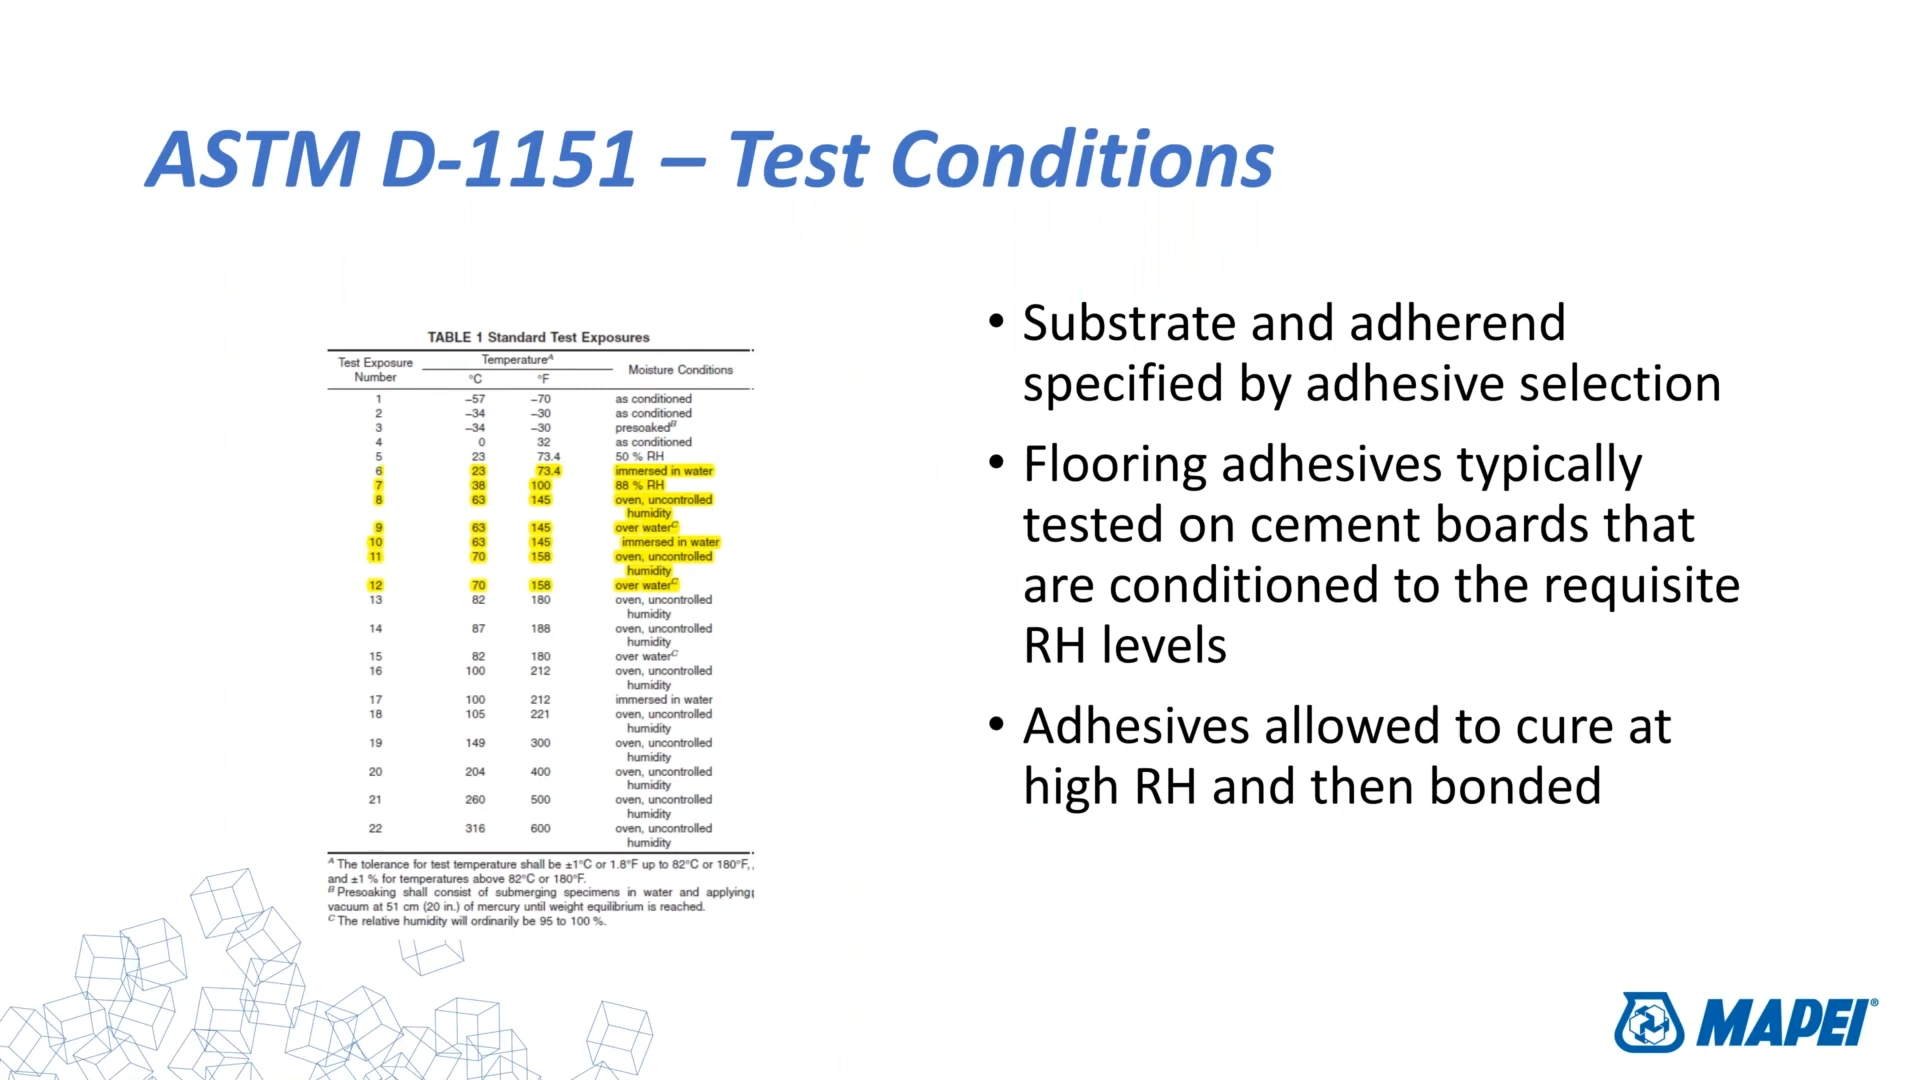 ASTM D-1151 – Test Conditions
TABLE 1 Standard Test Exposures
Test Exposure Number Temperature^A Moisture Conditions
°C °F
1 –57 –70 as conditioned
2 –34 –30 as conditioned
3 –34 –30 presoaked^B
4 0 32 as conditioned
5 23 73.4 50 % RH
6 23 73.4 immersed in water
7 38 100 88 % RH
8 63 145 oven, uncontrolled
humidity
9 63 145 over water^C
10 63 145 immersed in water
11 70 158 oven, uncontrolled
humidity
12 70 158 over water^C
13 82 180 oven, uncontrolled
humidity
14 87 188 oven, uncontrolled
humidity
15 82 180 over water^C
16 100 212 oven, uncontrolled
humidity
17 100 212 immersed in water
18 105 221 oven, uncontrolled
humidity
19 149 300 oven, uncontrolled
humidity
20 204 400 oven, uncontrolled
humidity
21 260 500 oven, uncontrolled
humidity
22 316 600 oven, uncontrolled
humidity
^A The tolerance for test temperature shall be ±1°C or 1.8°F up to 82°C or 180°F,
and ±1 % for temperatures above 82°C or 180°F.
^B Presoaking shall consist of submerging specimens in water and applying
vacuum at 51 cm (20 in.) of mercury until weight equilibrium is reached.
^C The relative humidity will ordinarily be 95 to 100 %.
• Substrate and adherend
specified by adhesive selection
• Flooring adhesives typically
tested on cement boards that
are conditioned to the requisite
RH levels
• Adhesives allowed to cure at
high RH and then bonded
MAPEI®